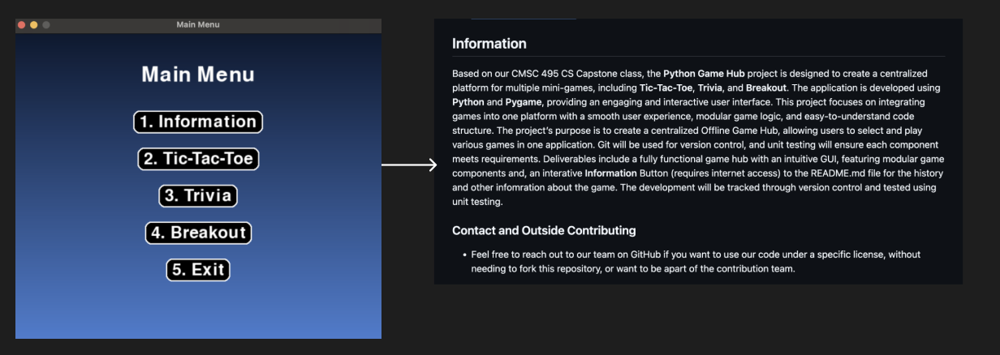 Main Menu
Main Menu
1. Information
2. Tic-Tac-Toe
3. Trivia
4. Breakout
5. Exit
Information
Based on our CMSC 495 CS Capstone class, the Python Game Hub project is designed to create a centralized
platform for multiple mini-games, including Tic-Tac-Toe, Trivia, and Breakout. The application is developed using
Python and Pygame, providing an engaging and interactive user interface. This project focuses on integrating
games into one platform with a smooth user experience, modular game logic, and easy-to-understand code
structure. The project's purpose is to create a centralized Offline Game Hub, allowing users to select and play
various games in one application. Git will be used for version control, and unit testing will ensure each component
meets requirements. Deliverables include a fully functional game hub with an intuitive GUI, featuring modular game
components and, an interative Information Button (requires internet access) to the README.md file for the history
and other infomration about the game. The development will be tracked through version control and tested using
unit testing.
Contact and Outside Contributing
• Feel free to reach out to our team on GitHub if you want to use our code under a specific license, without
needing to fork this repository, or want to be apart of the contribution team.